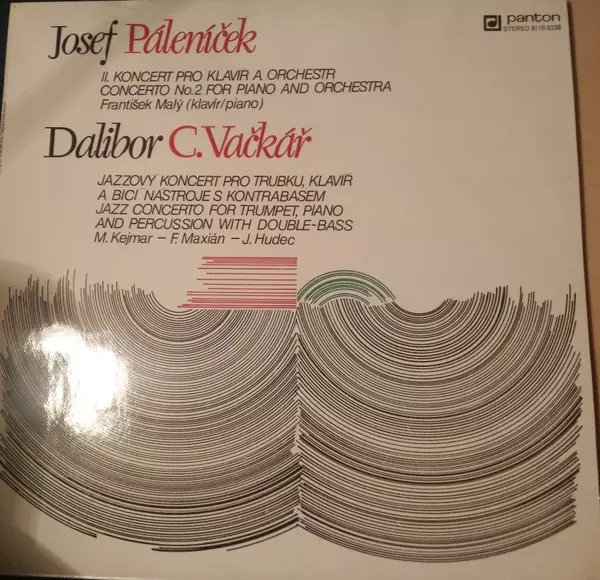 panton
STEREO 8110 0238
Josef Páleníček
II. KONCERT PRO KLAVÍR A ORCHESTR
CONCERTO No. 2 FOR PIANO AND ORCHESTRA
František Malý (klavír/piano)
Dalibor C. Vačkář
JAZZOVÝ KONCERT PRO TRUBKU, KLAVÍR
A BICÍ NÁSTROJE S KONTRABASEM
JAZZ CONCERTO FOR TRUMPET, PIANO
AND PERCUSSION WITH DOUBLE-BASS
M. Kejmar – F. Maxián – J. Hudec